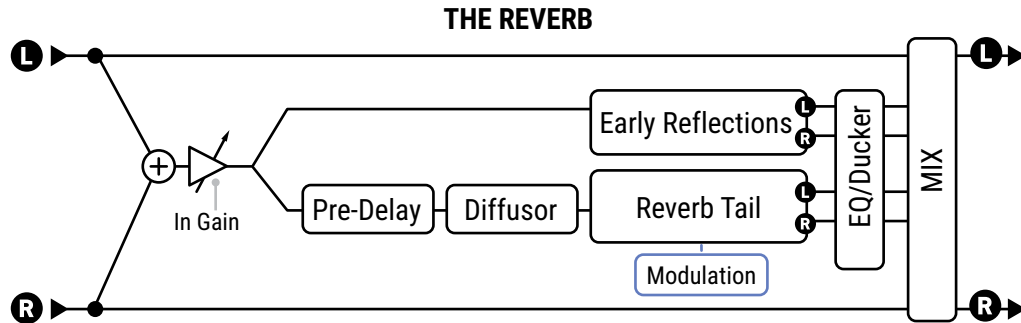 THE REVERB
L
L
Early Reflections
L
R
EQ/Ducker
MIX
+
In Gain
Pre-Delay
Diffusor
Reverb Tail
L
R
Modulation
R
R